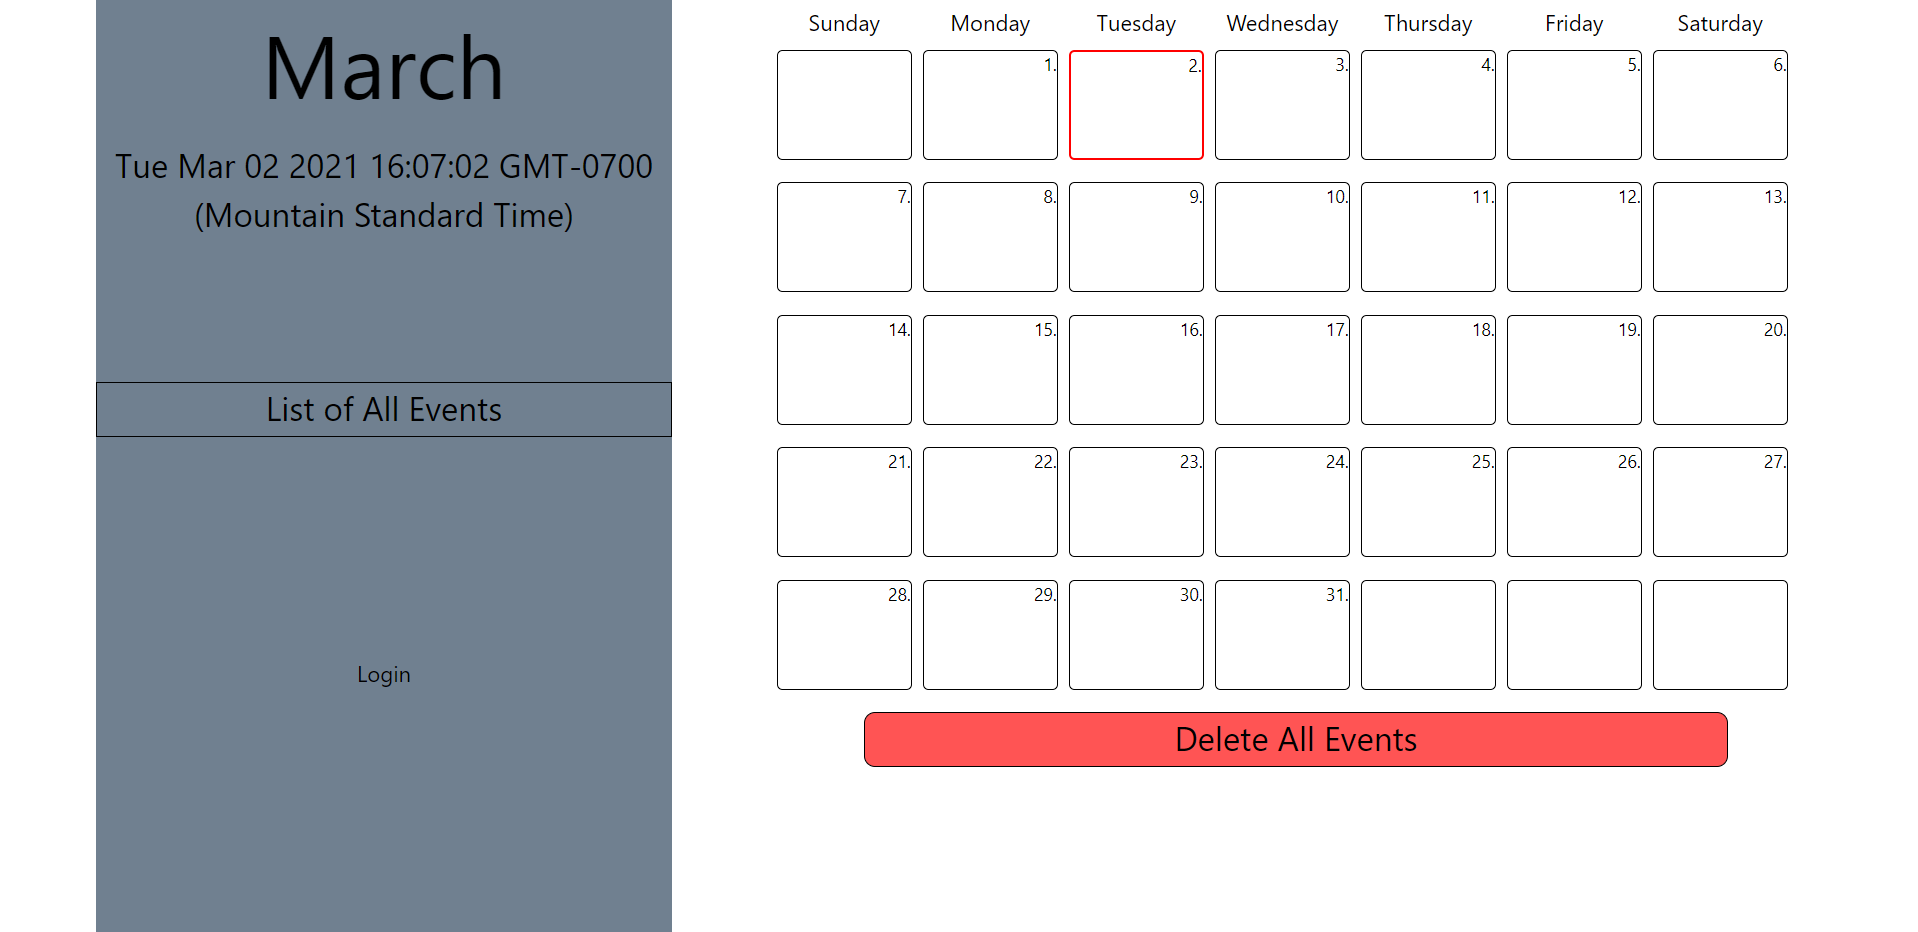 March
Tue Mar 02 2021 16:07:02 GMT-0700
(Mountain Standard Time)
List of All Events
Login
Sunday Monday Tuesday Wednesday Thursday Friday Saturday
1. 2. 3. 4. 5. 6.
7. 8. 9. 10. 11. 12. 13.
14. 15. 16. 17. 18. 19. 20.
21. 22. 23. 24. 25. 26. 27.
28. 29. 30. 31.
Delete All Events